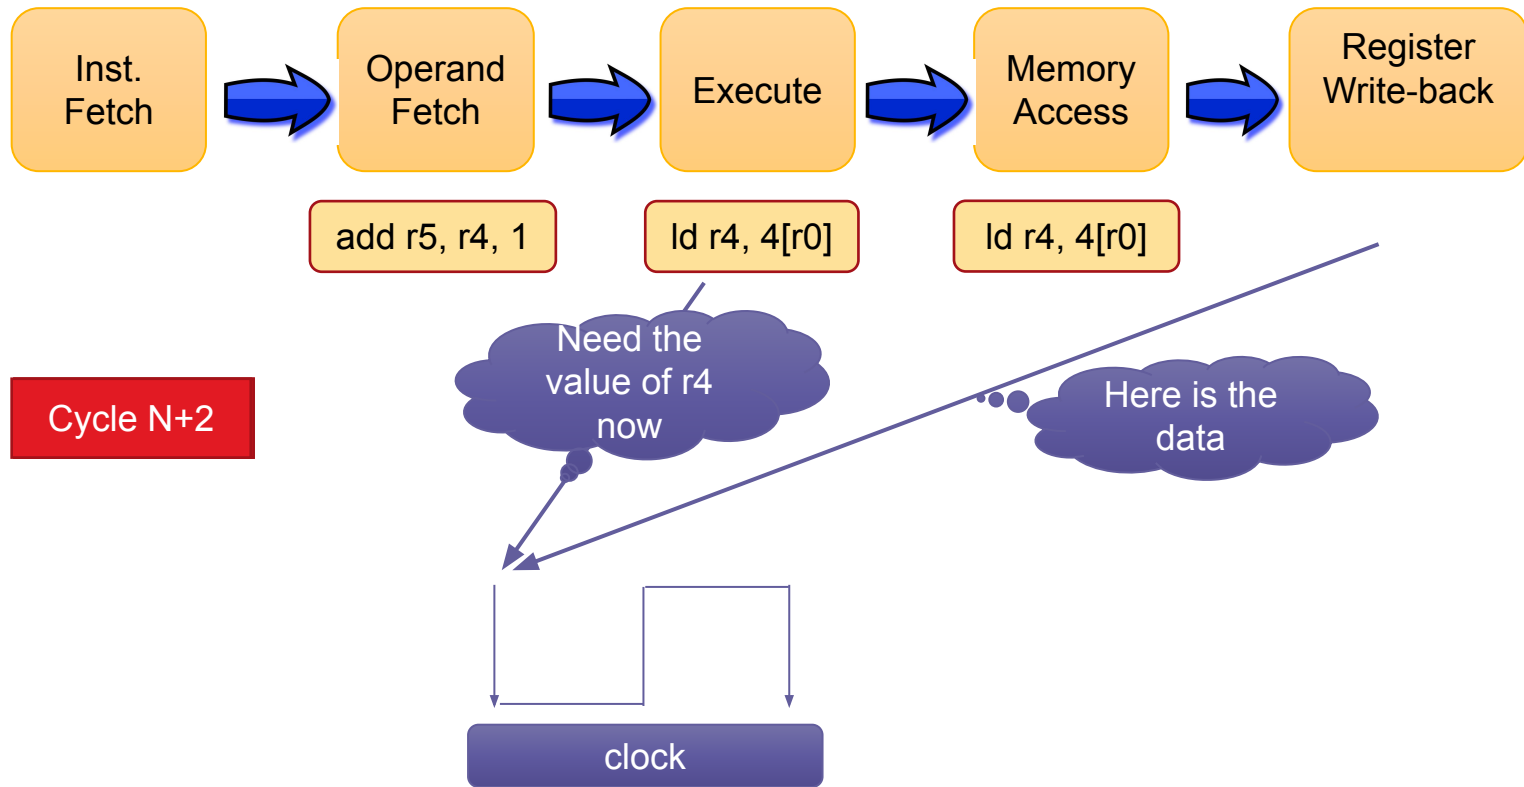 Inst.
Fetch
Operand
Fetch
Execute
Memory
Access
Register
Write-back
add r5, r4, 1
ld r4, 4[r0]
ld r4, 4[r0]
Need the
value of r4
now
Here is the
data
Cycle N+2
clock